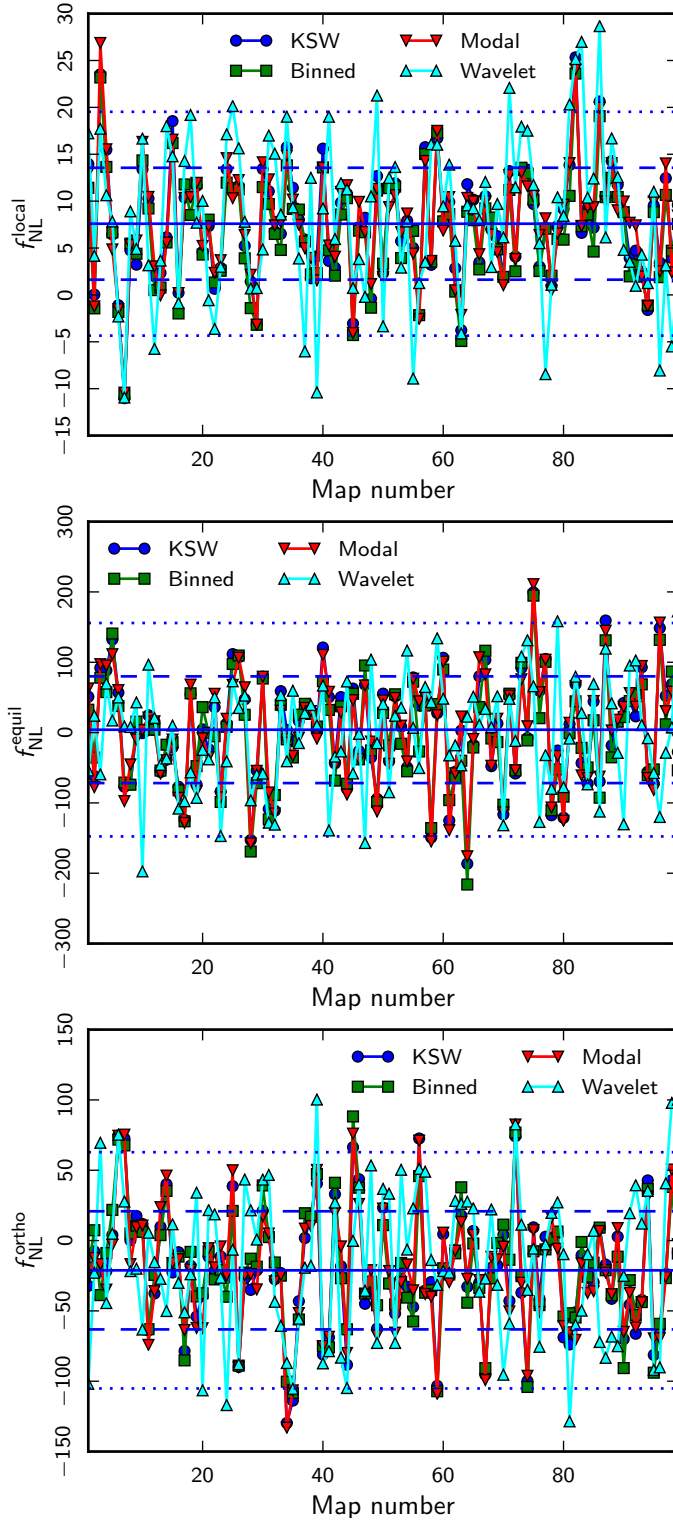 30
25
20
15
10
5
0
−5
−10
−15
f_NL^local
KSW
Binned
Modal
Wavelet
20
40
60
80
Map number
300
200
100
0
−100
−200
−300
f_NL^equil
KSW
Binned
Modal
Wavelet
20
40
60
80
Map number
150
100
50
0
−50
−100
−150
f_NL^ortho
KSW
Binned
Modal
Wavelet
20
40
60
80
Map number